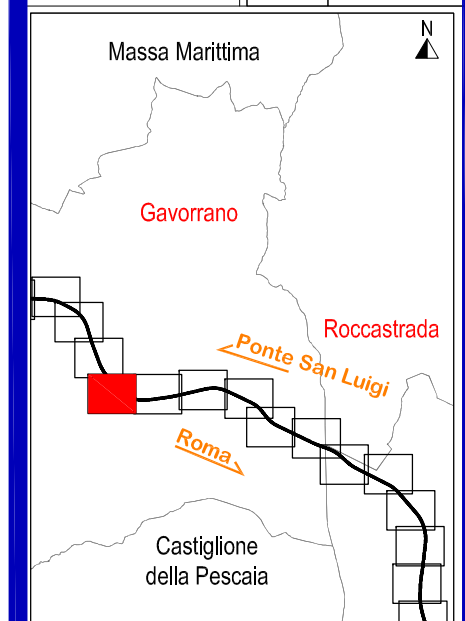 Massa Marittima
N
Gavorrano
Roccastrada
Ponte San Luigi
Roma
Castiglione
della Pescaia